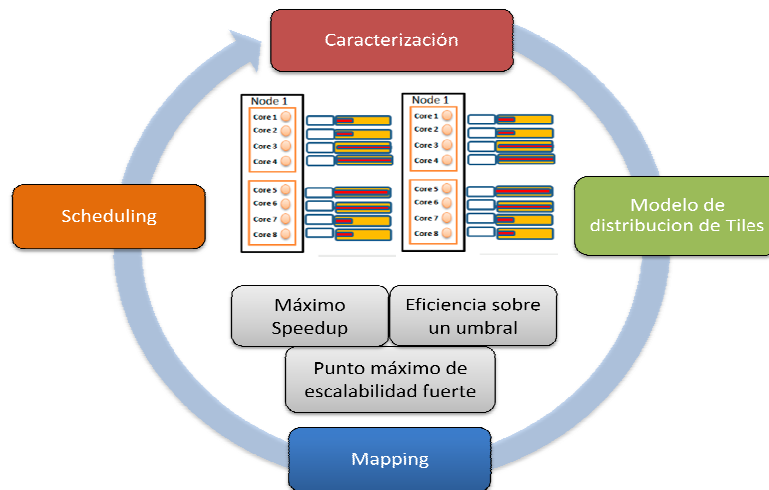 Caracterización
Node 1
Core 1
Core 2
Core 3
Core 4
Core 5
Core 6
Core 7
Core 8
Node 1
Core 1
Core 2
Core 3
Core 4
Core 5
Core 6
Core 7
Core 8
Scheduling
Modelo de
distribucion de Tiles
Máximo
Speedup
Eficiencia sobre
un umbral
Punto máximo de
escalabilidad fuerte
Mapping